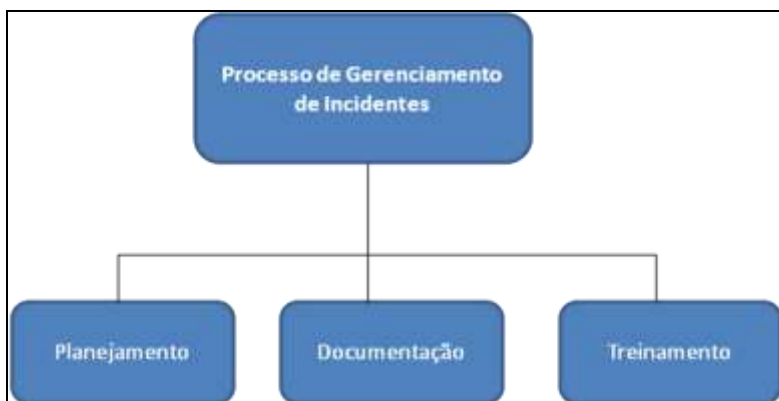 Processo de Gerenciamento
de Incidentes
Planejamento
Documentação
Treinamento